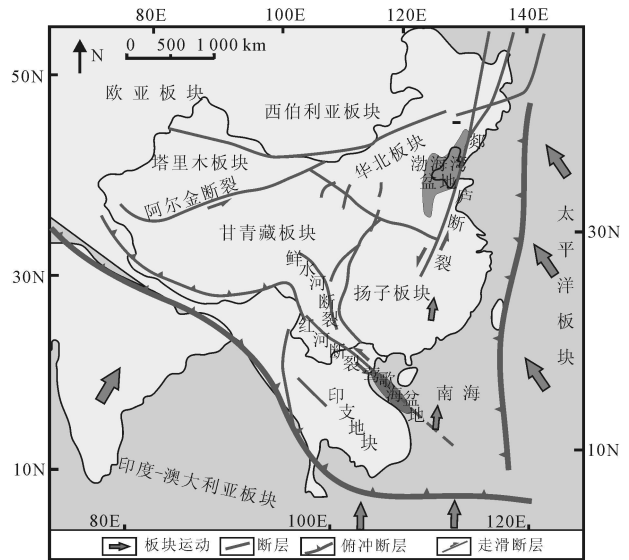 80E 100E 120E 140E
0 500 1 000 km
N
50N
欧亚板块
西伯利亚板块
华北板块
郯庐断裂
渤海湾
盆地
塔里木板块
阿尔金断裂
甘青藏板块
鲜水河断裂
扬子板块
太平洋板块
30N
30N
红河断裂
莺歌海盆地
南海
印支地块
10N
10N
印度-澳大利亚板块
80E 100E 120E
板块运动 断层 俯冲断层 走滑断层